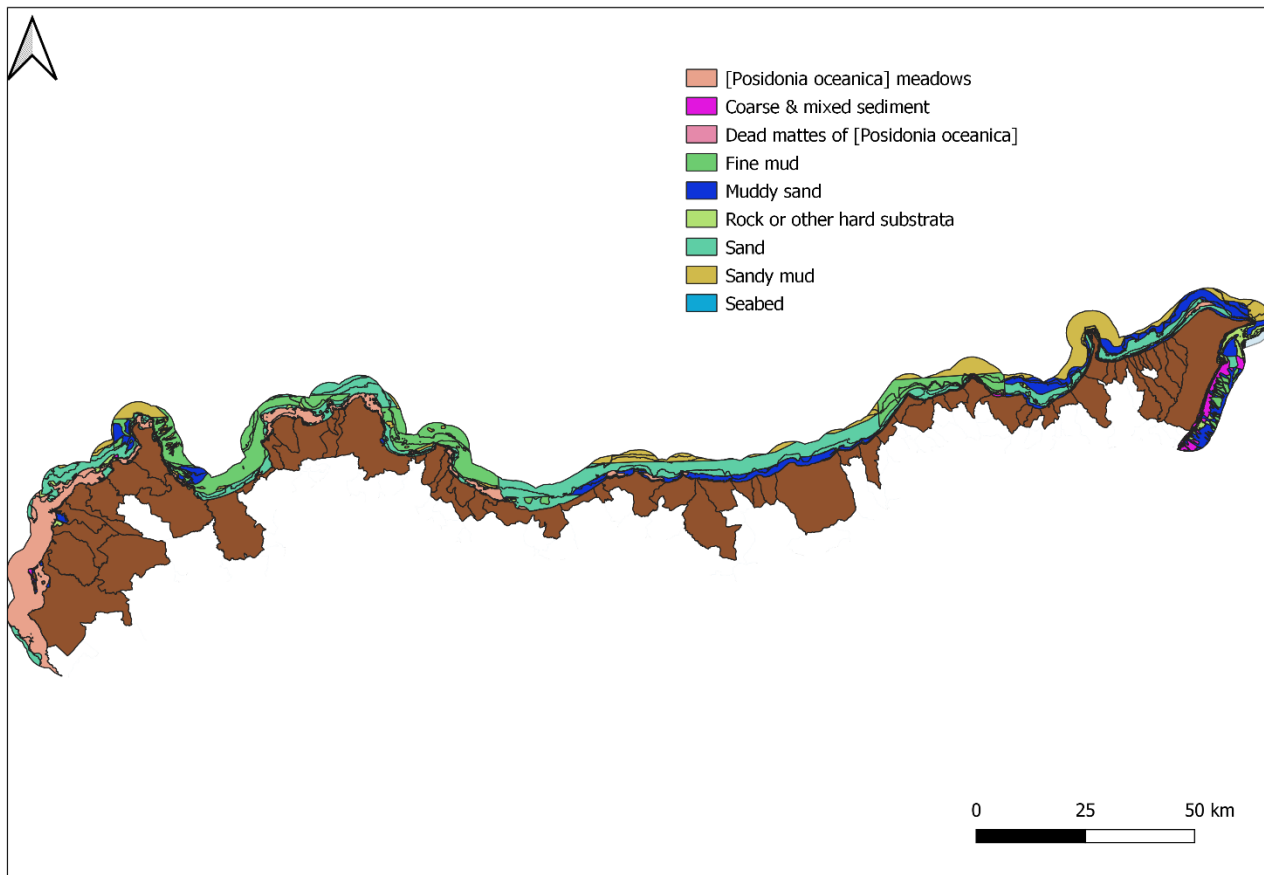 [Posidonia oceanica] meadows
Coarse & mixed sediment
Dead mattes of [Posidonia oceanica]
Fine mud
Muddy sand
Rock or other hard substrata
Sand
Sandy mud
Seabed
0 25 50 km